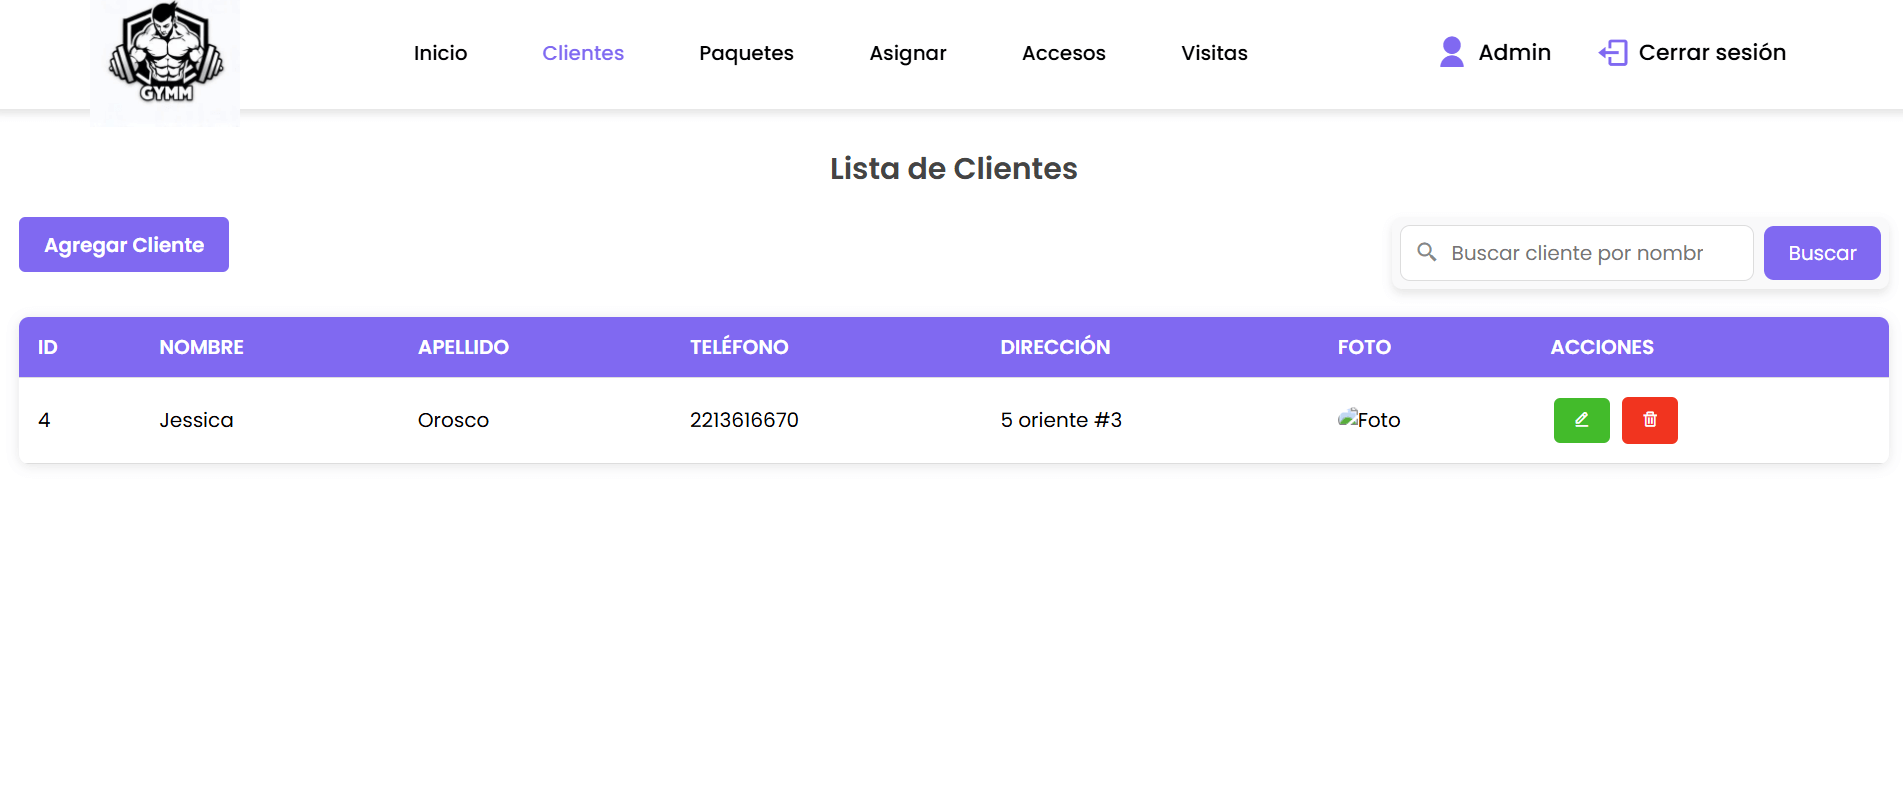 GYMM
Inicio Clientes Paquetes Asignar Accesos Visitas Admin Cerrar sesión
Lista de Clientes
Agregar Cliente
Buscar cliente por nombr Buscar
ID NOMBRE APELLIDO TELÉFONO DIRECCIÓN FOTO ACCIONES
4 Jessica Orosco 2213616670 5 oriente #3 Foto